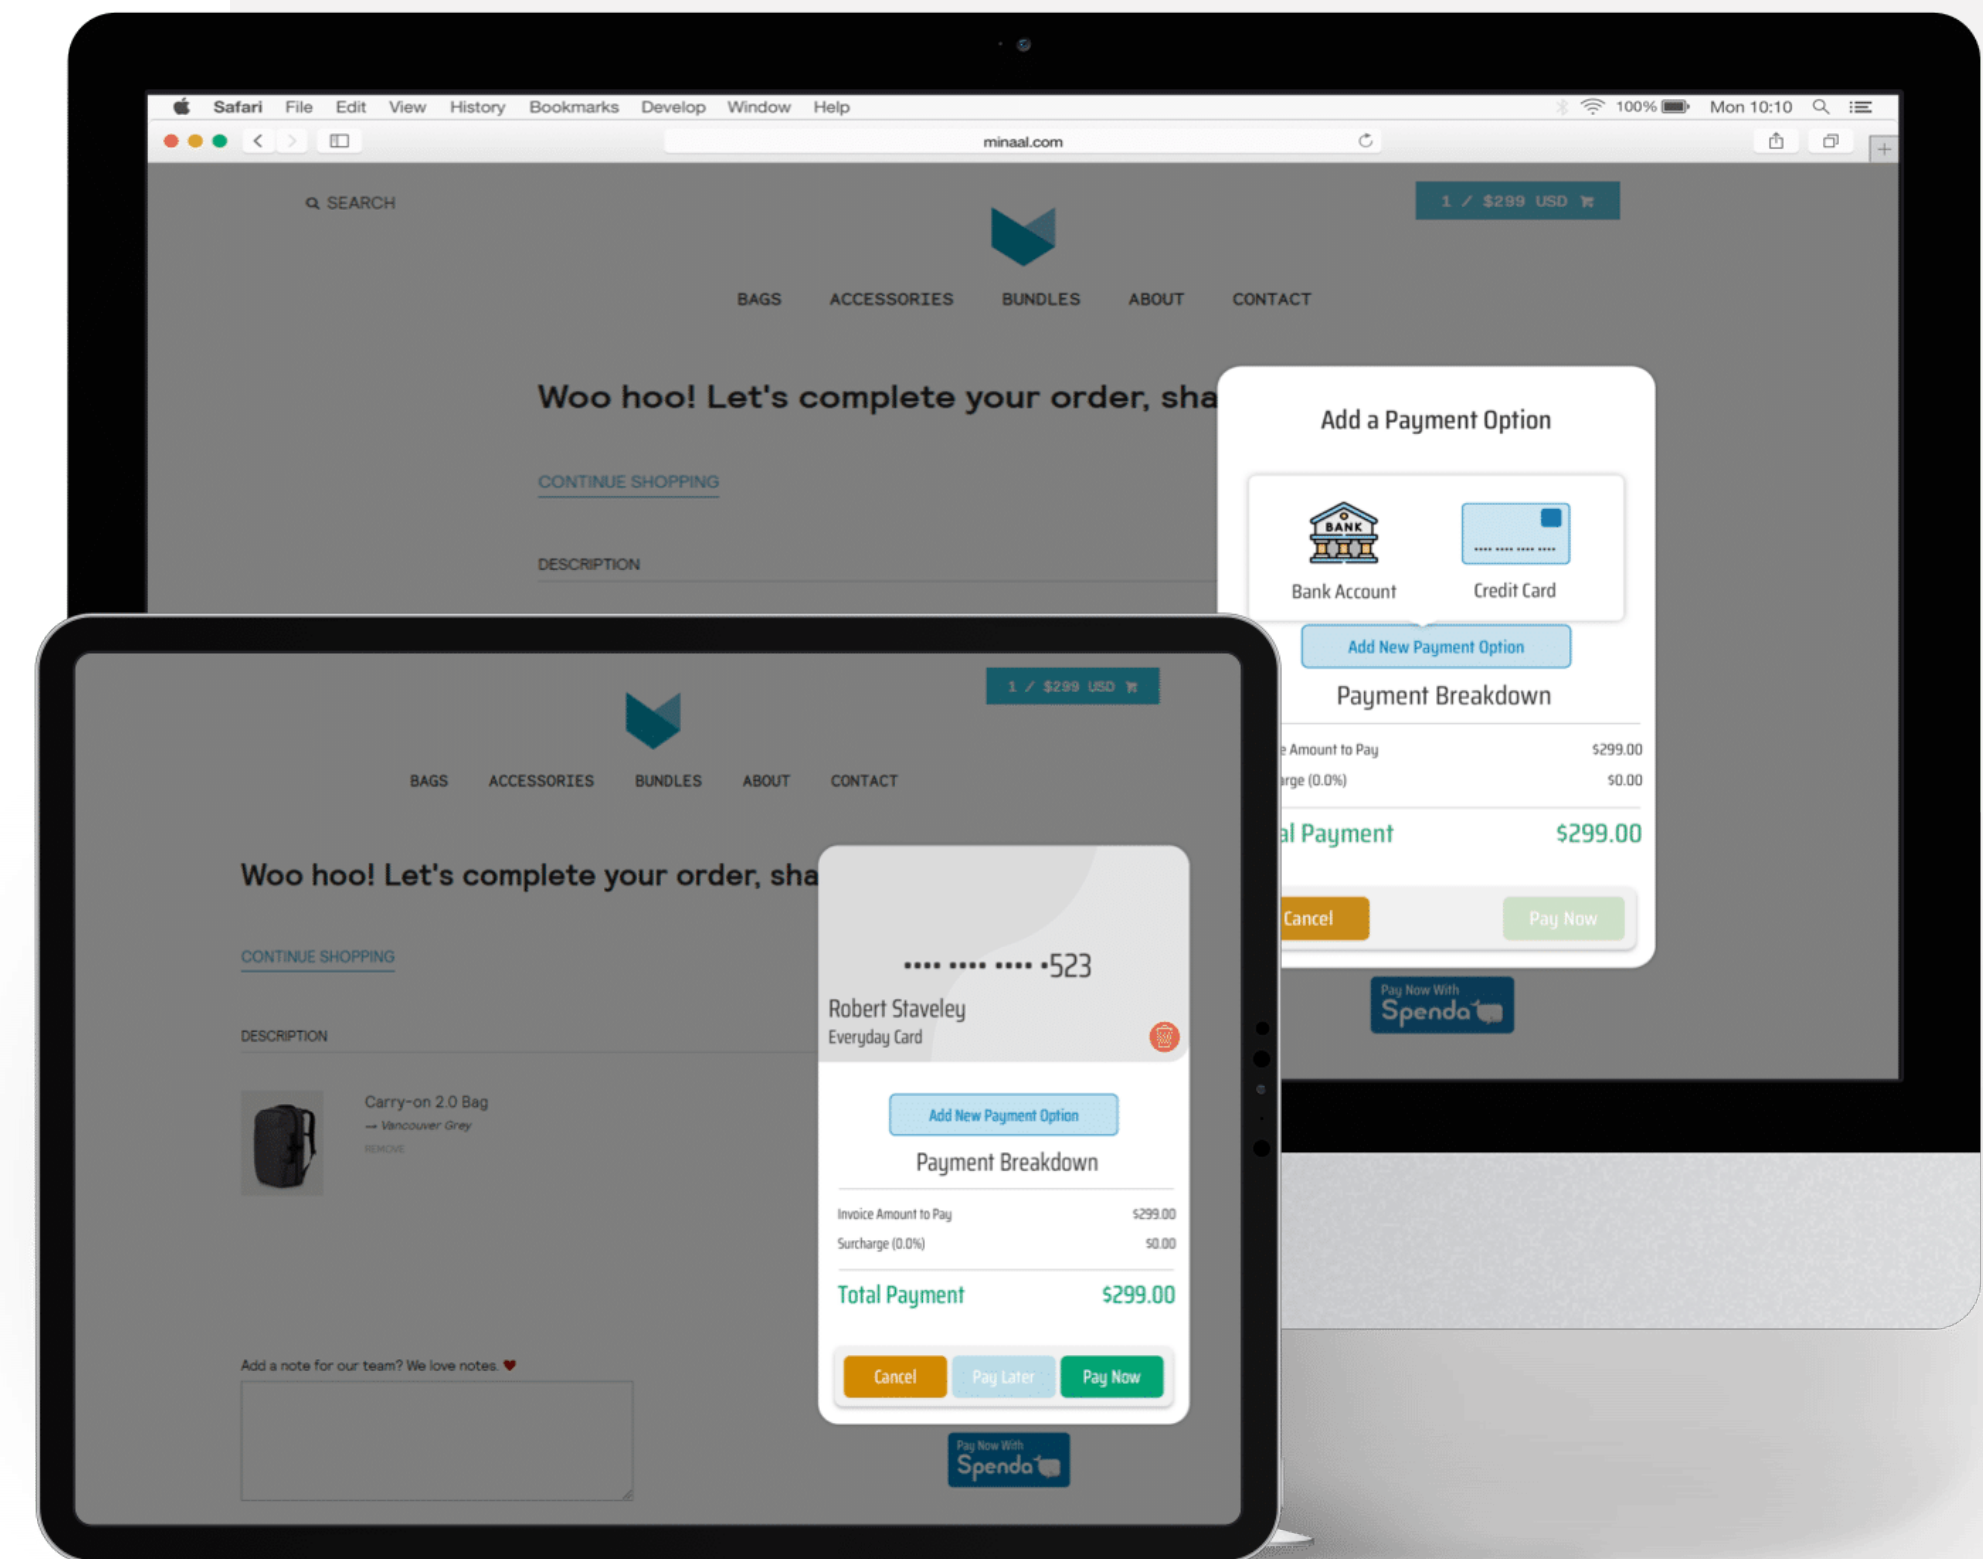 Safari File Edit View History Bookmarks Develop Window Help
100% Mon 10:10
minaal.com
SEARCH
1 / $299 USD
BAGS ACCESSORIES BUNDLES ABOUT CONTACT
Woo hoo! Let's complete your order, sha
CONTINUE SHOPPING
DESCRIPTION
Add a Payment Option
BANK
Bank Account Credit Card
Add New Payment Option
Payment Breakdown
e Amount to Pay $299.00
arge (0.0%) $0.00
al Payment $299.00
Cancel Pay Now
Pay Now With
Spenda
1 / $299 USD
BAGS ACCESSORIES BUNDLES ABOUT CONTACT
Woo hoo! Let's complete your order, sha
CONTINUE SHOPPING
DESCRIPTION
Carry-on 2.0 Bag
→ Vancouver Grey
REMOVE
Add a note for our team? We love notes. ♥
•••• •••• •••• •523
Robert Staveley
Everyday Card
Add New Payment Option
Payment Breakdown
Invoice Amount to Pay $299.00
Surcharge (0.0%) $0.00
Total Payment $299.00
Cancel Pay Later Pay Now
Pay Now With
Spenda